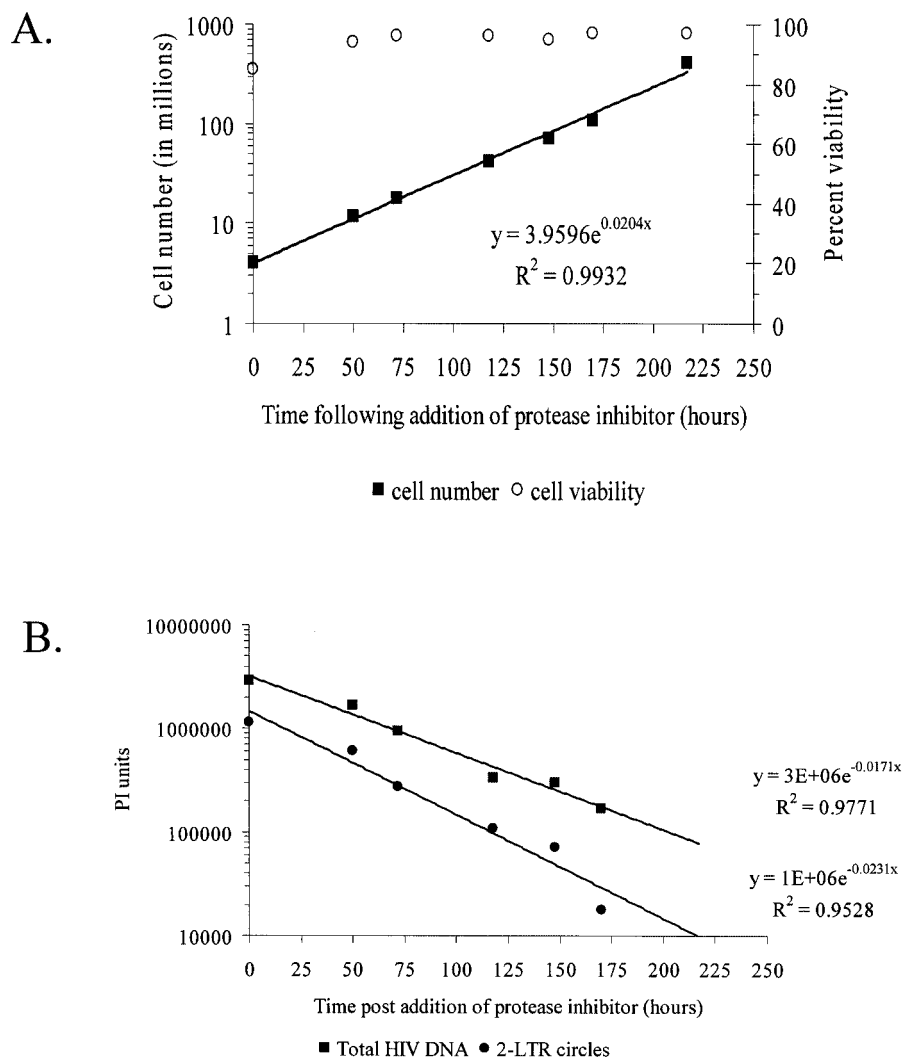 A.
Cell number (in millions)
1000
100
10
1
100
80
60
40
20
0
Percent viability
y = 3.9596e^0.0204x
R² = 0.9932
0 25 50 75 100 125 150 175 200 225 250
Time following addition of protease inhibitor (hours)
■ cell number ○ cell viability
B.
PI units
10000000
1000000
100000
10000
y = 3E+06e^-0.0171x
R² = 0.9771
y = 1E+06e^-0.0231x
R² = 0.9528
0 25 50 75 100 125 150 175 200 225 250
Time post addition of protease inhibitor (hours)
■ Total HIV DNA ● 2-LTR circles